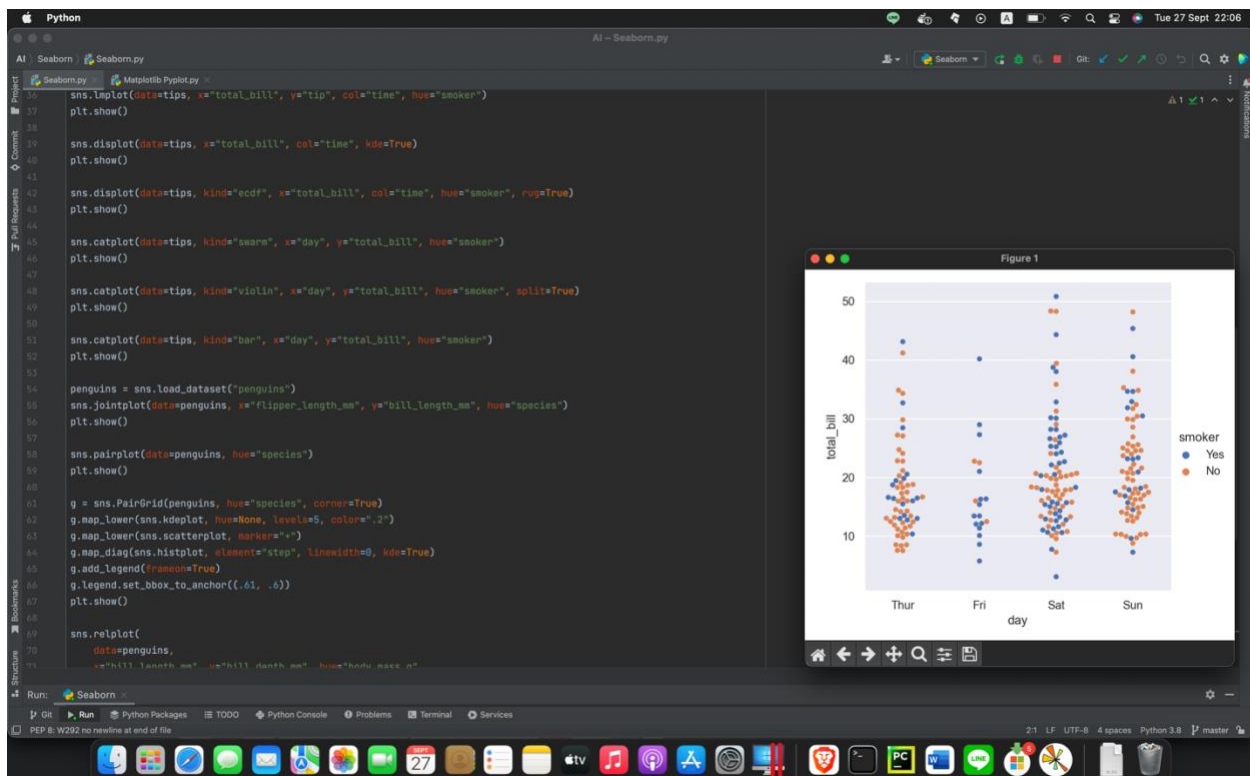 Python
Tue 27 Sept 22:06
AI – Seaborn.py
AI Seaborn Seaborn.py
Seaborn Git:
Seaborn.py Matplotlib Pyplot.py
Project
Commit
Pull Requests
Bookmarks
Structure
Notifications
1 1
36 sns.lmplot(data=tips, x="total_bill", y="tip", col="time", hue="smoker")
37 plt.show()
38
39 sns.displot(data=tips, x="total_bill", col="time", kde=True)
40 plt.show()
41
42 sns.displot(data=tips, kind="ecdf", x="total_bill", col="time", hue="smoker", rug=True)
43 plt.show()
44
45 sns.catplot(data=tips, kind="swarm", x="day", y="total_bill", hue="smoker")
46 plt.show()
47
48 sns.catplot(data=tips, kind="violin", x="day", y="total_bill", hue="smoker", split=True)
49 plt.show()
50
51 sns.catplot(data=tips, kind="bar", x="day", y="total_bill", hue="smoker")
52 plt.show()
53
54 penguins = sns.load_dataset("penguins")
55 sns.jointplot(data=penguins, x="flipper_length_mm", y="bill_length_mm", hue="species")
56 plt.show()
57
58 sns.pairplot(data=penguins, hue="species")
59 plt.show()
60
61 g = sns.PairGrid(penguins, hue="species", corner=True)
62 g.map_lower(sns.kdeplot, hue=None, levels=5, color=".2")
63 g.map_lower(sns.scatterplot, marker="+")
64 g.map_diag(sns.histplot, element="step", linewidth=0, kde=True)
65 g.add_legend(frameon=True)
66 g.legend.set_bbox_to_anchor((.61, .6))
67 plt.show()
68
69 sns.relplot(
70 data=penguins,
71 x="bill_length_mm", y="bill_depth_mm", hue="body_mass_g",
Figure 1
50
40
30
20
10
total_bill
Thur Fri Sat Sun
day
smoker
Yes
No
Run: Seaborn
Git Run Python Packages TODO Python Console Problems Terminal Services
PEP 8: W292 no newline at end of file
2:1 LF UTF-8 4 spaces Python 3.8 master
SEPT
27
tv
PC
W
LINE